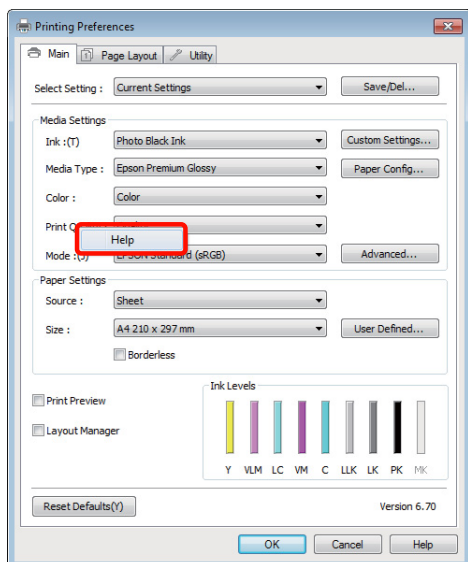 Printing Preferences
Main Page Layout Utility
Select Setting : Current Settings Save/Del...
Media Settings
Ink :(T) Photo Black Ink Custom Settings...
Media Type : Epson Premium Glossy Paper Config...
Color : Color
Print Q
Help
Mode :(J) EPSON Standard (sRGB) Advanced...
Paper Settings
Source : Sheet
Size : A4 210 x 297 mm User Defined...
Borderless
Print Preview
Layout Manager
Ink Levels
Y VLM LC VM C LLK LK PK MK
Reset Defaults(Y) Version 6.70
OK Cancel Help